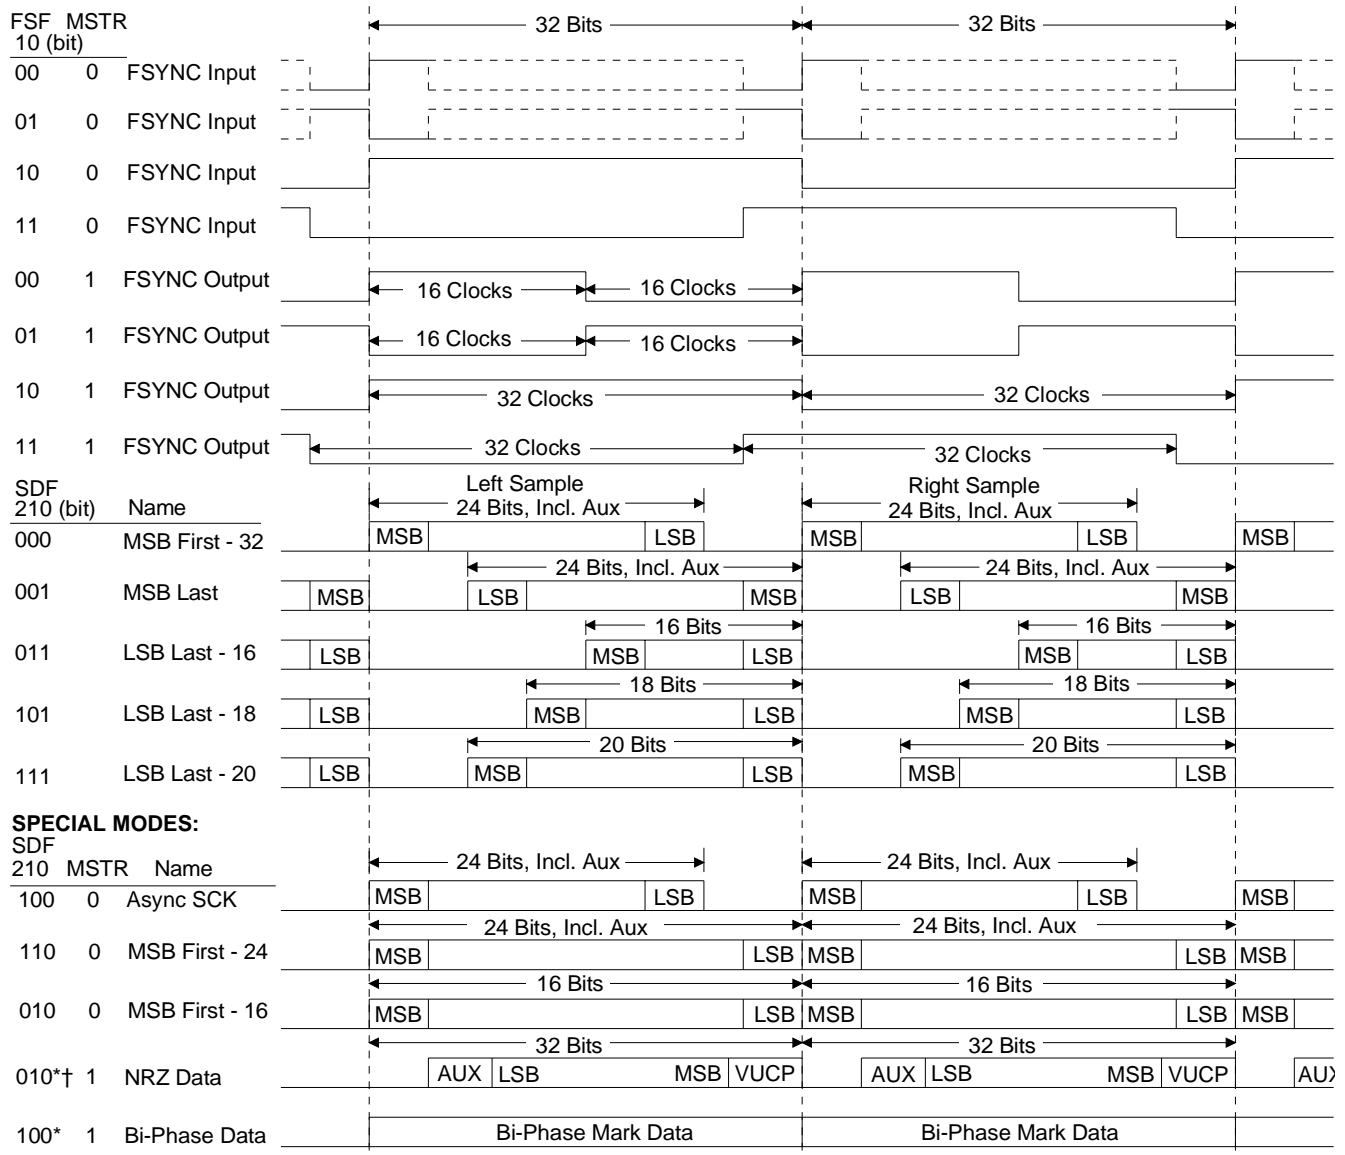 FSF MSTR
10 (bit)
32 Bits 32 Bits
00 0 FSYNC Input
01 0 FSYNC Input
10 0 FSYNC Input
11 0 FSYNC Input
00 1 FSYNC Output 16 Clocks 16 Clocks
01 1 FSYNC Output 16 Clocks 16 Clocks
10 1 FSYNC Output 32 Clocks 32 Clocks
11 1 FSYNC Output 32 Clocks 32 Clocks
SDF
210 (bit) Name
Left Sample Right Sample
24 Bits, Incl. Aux 24 Bits, Incl. Aux
000 MSB First - 32 MSB LSB MSB LSB MSB
24 Bits, Incl. Aux 24 Bits, Incl. Aux
001 MSB Last MSB LSB MSB LSB MSB
16 Bits 16 Bits
011 LSB Last - 16 LSB MSB LSB MSB LSB
18 Bits 18 Bits
101 LSB Last - 18 LSB MSB LSB MSB LSB
20 Bits 20 Bits
111 LSB Last - 20 LSB MSB LSB MSB LSB
SPECIAL MODES:
SDF
210 MSTR Name
24 Bits, Incl. Aux 24 Bits, Incl. Aux
100 0 Async SCK MSB LSB MSB LSB MSB
24 Bits, Incl. Aux 24 Bits, Incl. Aux
110 0 MSB First - 24 MSB LSB MSB LSB MSB
16 Bits 16 Bits
010 0 MSB First - 16 MSB LSB MSB LSB MSB
32 Bits 32 Bits
010*† 1 NRZ Data AUX LSB MSB VUCP AUX LSB MSB VUCP AUX
100* 1 Bi-Phase Data Bi-Phase Mark Data Bi-Phase Mark Data